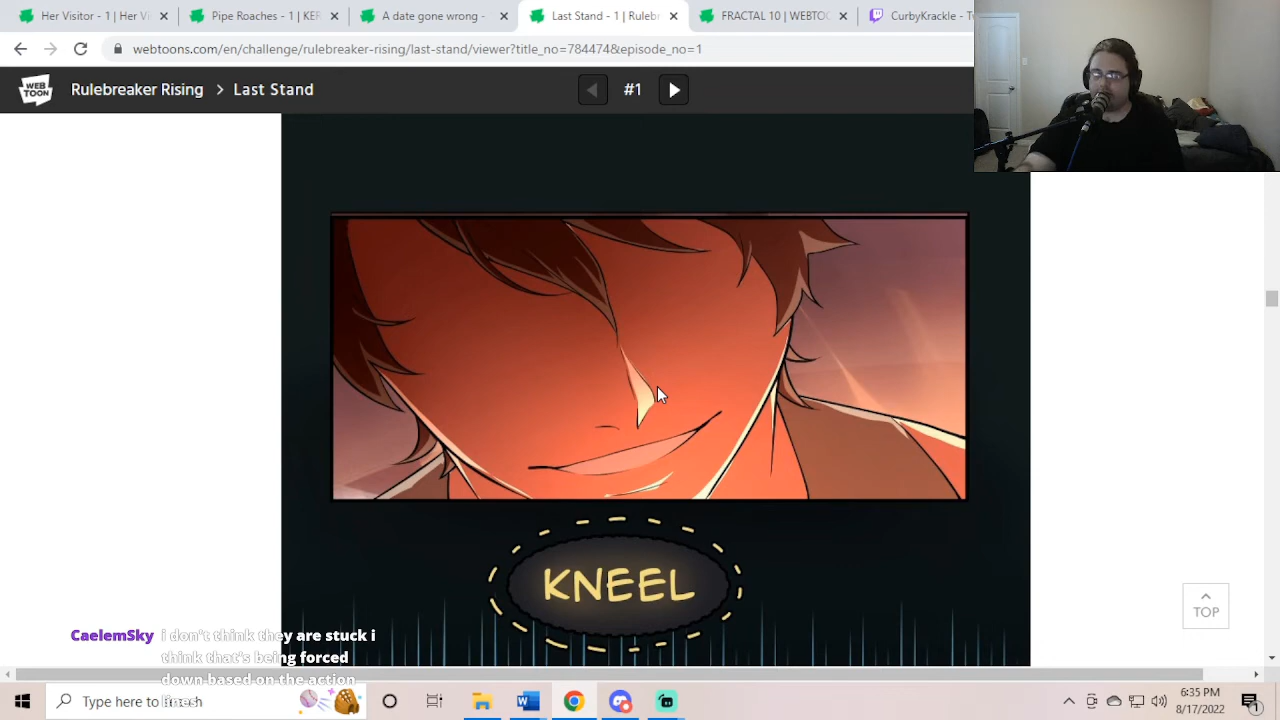 Her Visitor - 1 | Her Vi
Pipe Roaches - 1 | KEF
A date gone wrong -
Last Stand - 1 | Rulebr
FRACTAL 10 | WEBTOO
CurbyKrackle - Tw
webtoons.com/en/challenge/rulebreaker-rising/last-stand/viewer?title_no=784474&episode_no=1
WEB
TOON
Rulebreaker Rising > Last Stand
#1
KNEEL
TOP
CaelemSky i don't think they are stuck i
think that's being forced
down based on the action
lines
Type here to search
6:35 PM
8/17/2022